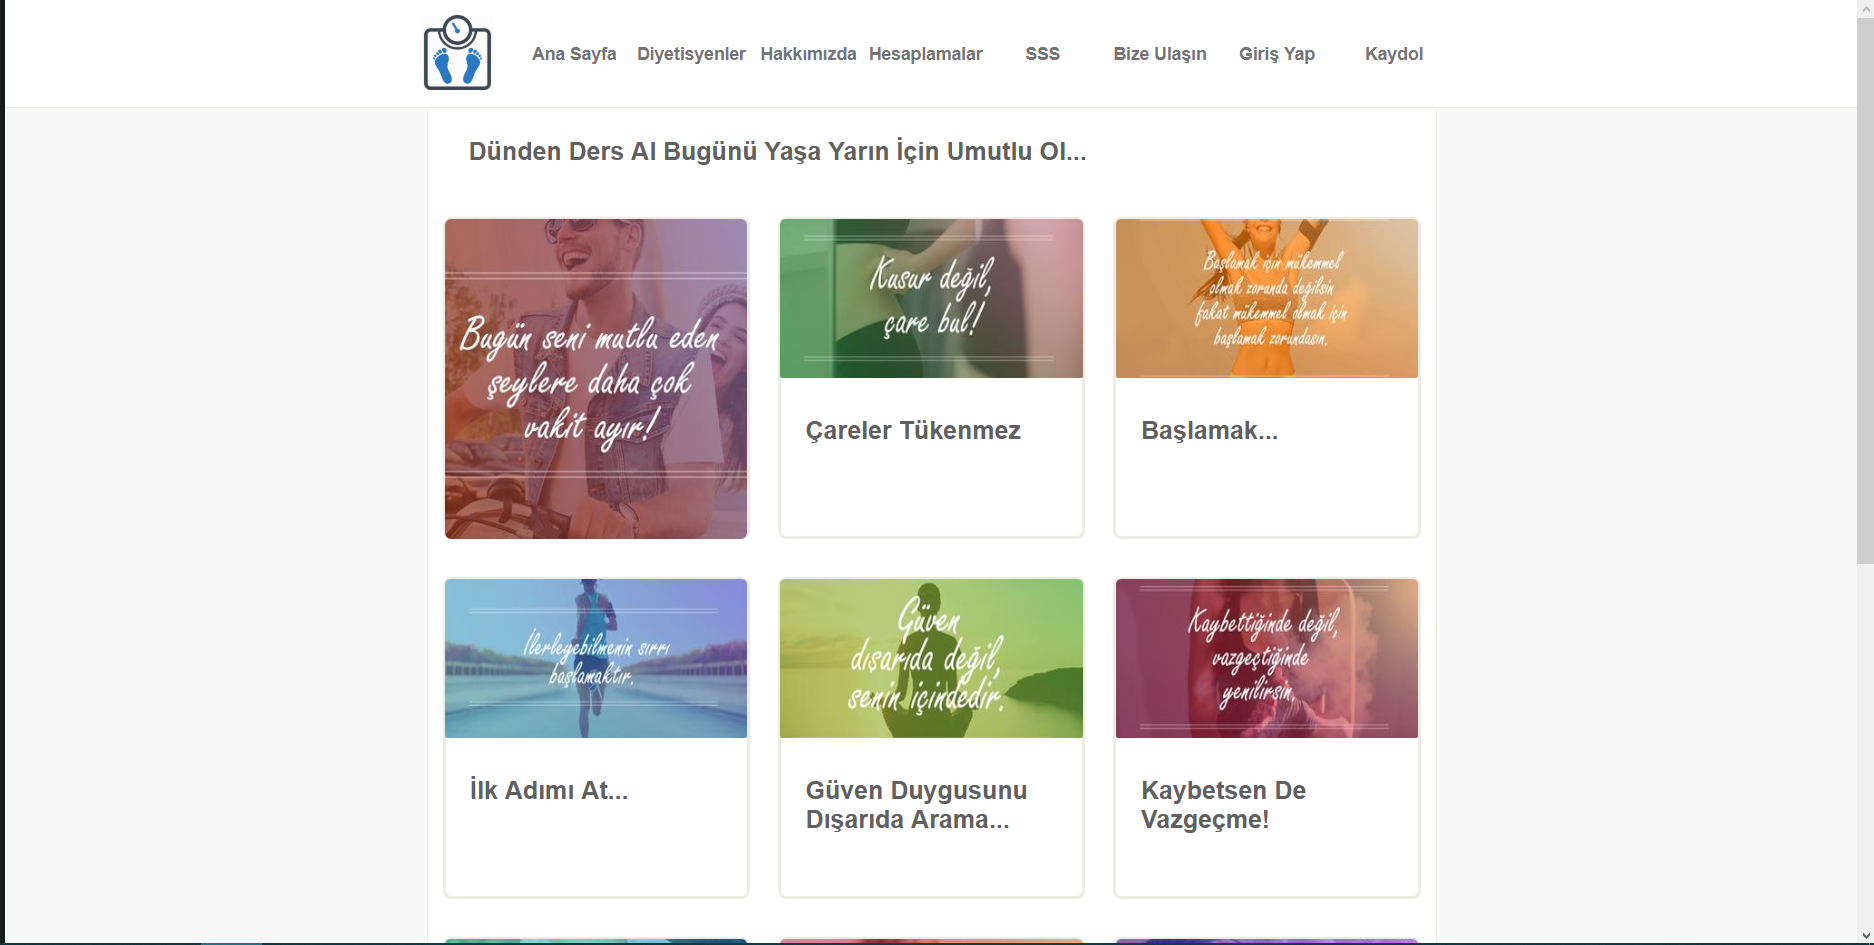 Ana Sayfa Diyetisyenler Hakkımızda Hesaplamalar SSS Bize Ulaşın Giriş Yap Kaydol
Dünden Ders Al Bugünü Yaşa Yarın İçin Umutlu Ol...
Bugün seni mutlu eden
şeylere daha çok
vakit ayır!
Kusur değil,
çare bul!
Çareler Tükenmez
Başlamak için mükemmel
olmak zorunda değilsin
fakat mükemmel olmak için
başlamak zorundasın.
Başlamak...
İlerleyebilmenin sırrı
başlamaktır.
İlk Adımı At...
Güven
dışarıda değil,
senin içindedir.
Güven Duygusunu
Dışarıda Arama...
Kaybettiğinde değil,
vazgeçtiğinde
yenilirsin.
Kaybetsen De
Vazgeçme!